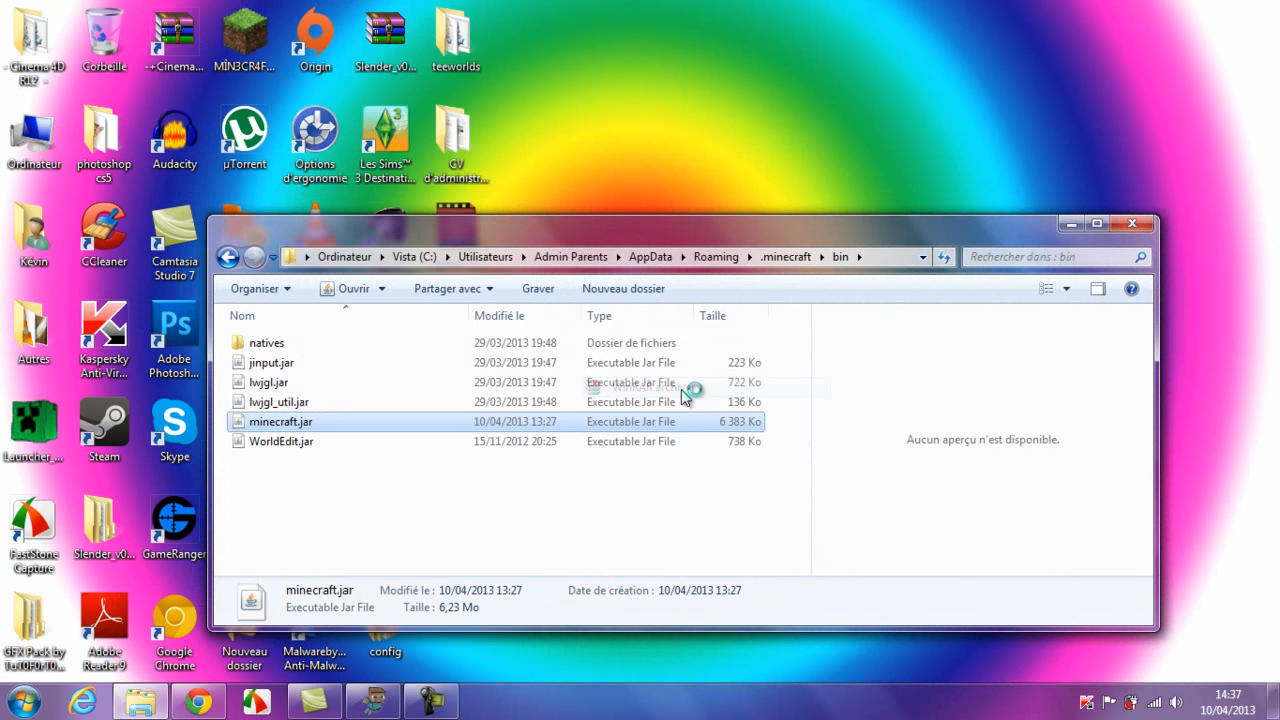 - Cinema 4D R12 -
Corbeille
-+Cinema...
MÌN3CR4F...
Origin
Slender_v0...
teeworlds
Ordinateur
photoshop cs5
Audacity
µTorrent
Options d'ergonomie
Les Sims™ 3 Destinati...
CV d'administr...
Kévin
CCleaner
Camtasia Studio 7
Autres
Kaspersky Anti-Vir...
Adobe Photosh...
Launcher_...
Steam
Skype
FastStone Capture
Slender_v0...
GameRanger
GFX Pack by TuT0F0rT0...
Adobe Reader 9
Google Chrome
Nouveau dossier
Malwareby... Anti-Malw...
config
Ordinateur
Vista (C:)
Utilisateurs
Admin Parents
AppData
Roaming
.minecraft
bin
Rechercher dans : bin
Organiser
Ouvrir
Partager avec
Graver
Nouveau dossier
Nom
Modifié le
Type
Taille
natives 29/03/2013 19:48 Dossier de fichiers
jinput.jar 29/03/2013 19:47 Executable Jar File 223 Ko
lwjgl.jar 29/03/2013 19:47 Executable Jar File 722 Ko
lwjgl_util.jar 29/03/2013 19:48 Executable Jar File 136 Ko
minecraft.jar 10/04/2013 13:27 Executable Jar File 6 383 Ko
WorldEdit.jar 15/11/2012 20:25 Executable Jar File 738 Ko
Aucun aperçu n'est disponible.
minecraft.jar Modifié le : 10/04/2013 13:27 Date de création : 10/04/2013 13:27
Executable Jar File Taille : 6,23 Mo
14:37
10/04/2013